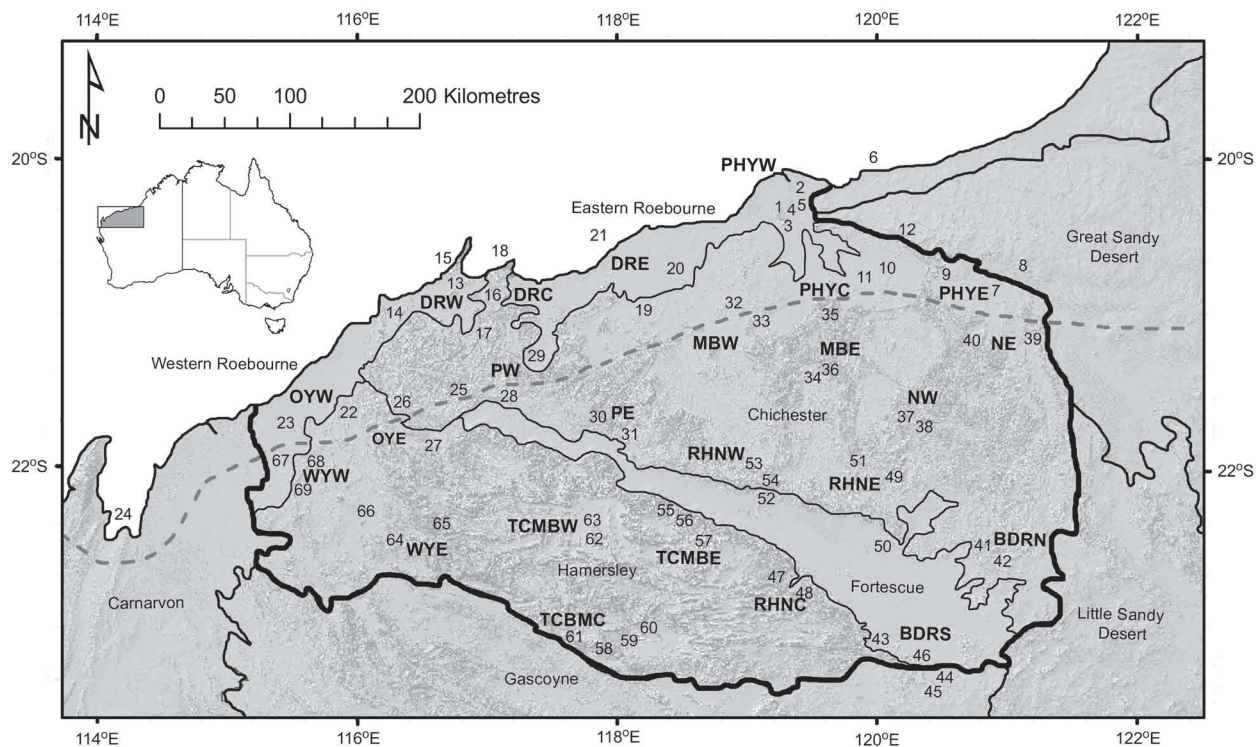 114°E 116°E 118°E 120°E 122°E
N
0 50 100 200 Kilometres
20°S 20°S
PHYW
6
2
Eastern Roebourne 1 4 5
3
21 12
Great Sandy
Desert
15 18
DRE 20
13 11 10 9 8
16
DRW DRC PHYC PHYE 7
14 19 32
17 33 35
MBW MBE 40 NE 39
29
Western Roebourne
PW 34 36
25
OYW 26 28 NW
22 Chichester 37
23 30 PE 38
OYE 27 31
67 68 RHNW 53 51
22°S 22°S
WYW RHNE 49
69 54
52
24
66 65 TCMBW 63 55 56
64 62 57
WYE 50 41 BDRN
TCMBE 42
Hamersley
47 Fortescue
Carnarvon 48
RHNC Little Sandy
Desert
TCBMC 60
61 59 43 BDRS
58 46
Gascoyne 44
45
114°E 116°E 118°E 120°E 122°E